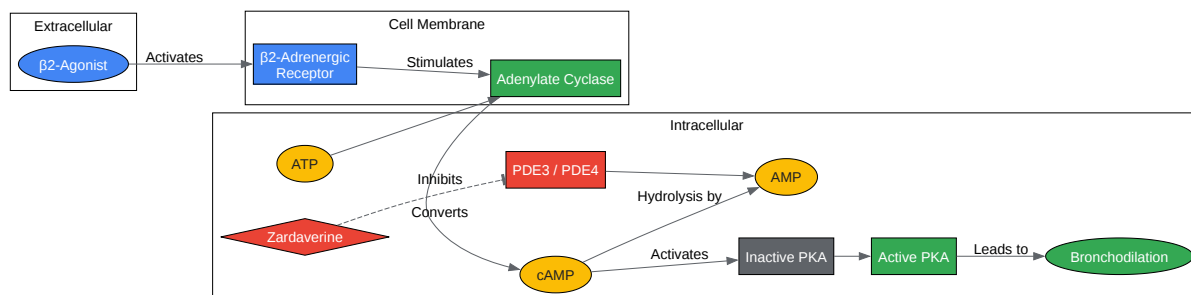 Extracellular
β2-Agonist
Activates
Cell Membrane
β2-Adrenergic
Receptor
Stimulates
Adenylate Cyclase
Intracellular
ATP
Inhibits
PDE3 / PDE4
AMP
Hydrolysis by
Converts
Zardaverine
cAMP
Activates
Inactive PKA
Active PKA
Leads to
Bronchodilation